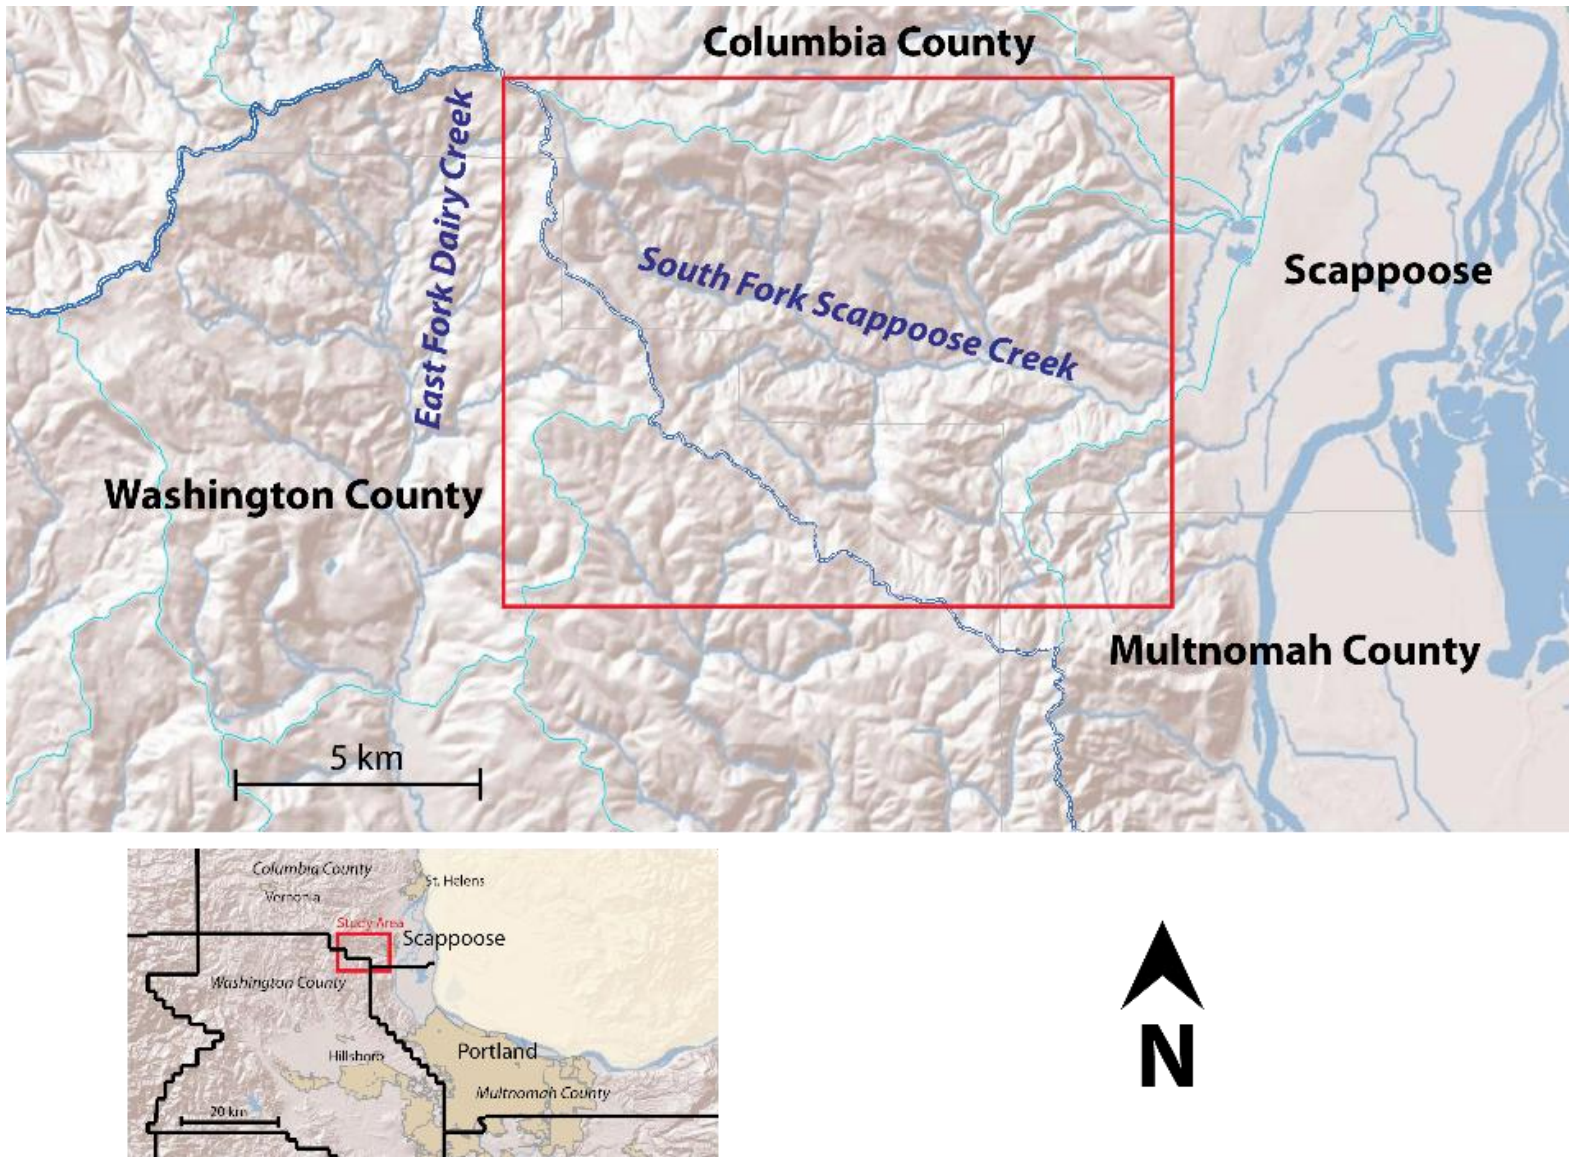 Columbia County
East Fork Dairy Creek
South Fork Scappoose Creek
Scappoose
Washington County
Multnomah County
5 km
Columbia County
St. Helens
Vernonia
Study Area
Scappoose
Washington County
Portland
Hillsboro
Multnomah County
20 km
N